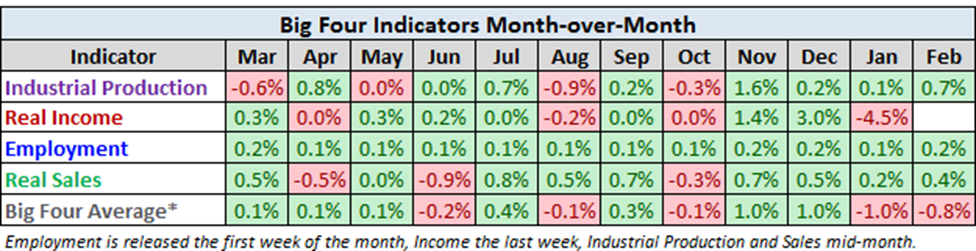 Big Four Indicators Month-over-Month
Indicator Mar Apr May Jun Jul Aug Sep Oct Nov Dec Jan Feb
Industrial Production -0.6% 0.8% 0.0% 0.0% 0.7% -0.9% 0.2% -0.3% 1.6% 0.2% 0.1% 0.7%
Real Income 0.3% 0.0% 0.3% 0.2% 0.0% -0.2% 0.0% 0.0% 1.4% 3.0% -4.5%
Employment 0.2% 0.1% 0.1% 0.1% 0.1% 0.1% 0.1% 0.1% 0.2% 0.2% 0.1% 0.2%
Real Sales 0.5% -0.5% 0.0% -0.9% 0.8% 0.5% 0.7% -0.3% 0.7% 0.5% 0.2% 0.4%
Big Four Average* 0.1% 0.1% 0.1% -0.2% 0.4% -0.1% 0.3% -0.1% 1.0% 1.0% -1.0% -0.8%
Employment is released the first week of the month, Income the last week, Industrial Production and Sales mid-month.